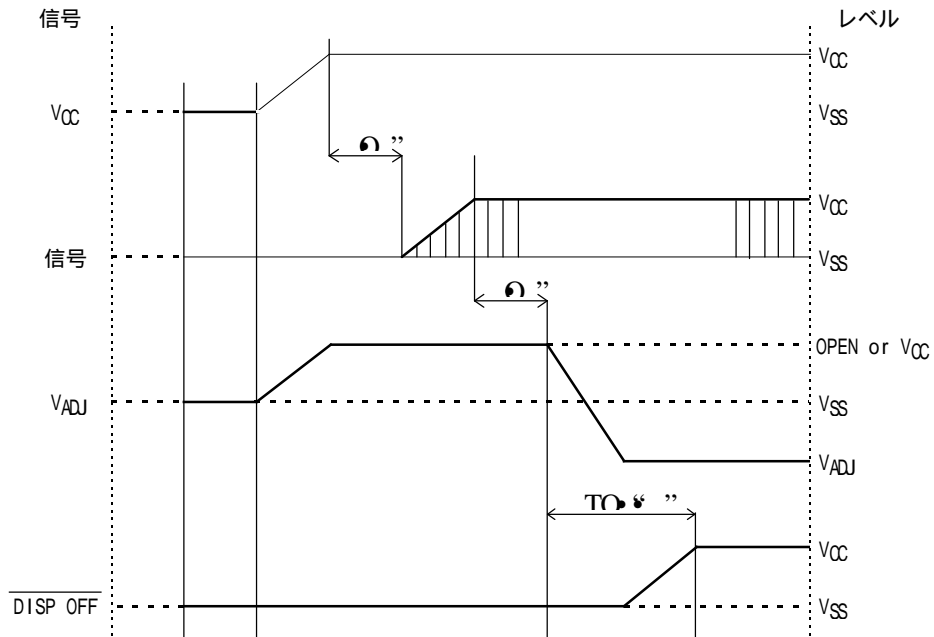 信号 レベル
VCC
VCC VSS
VCC
信号 VSS
OPEN or VCC
VADJ VSS
VADJ
VCC
DISP OFF VSS